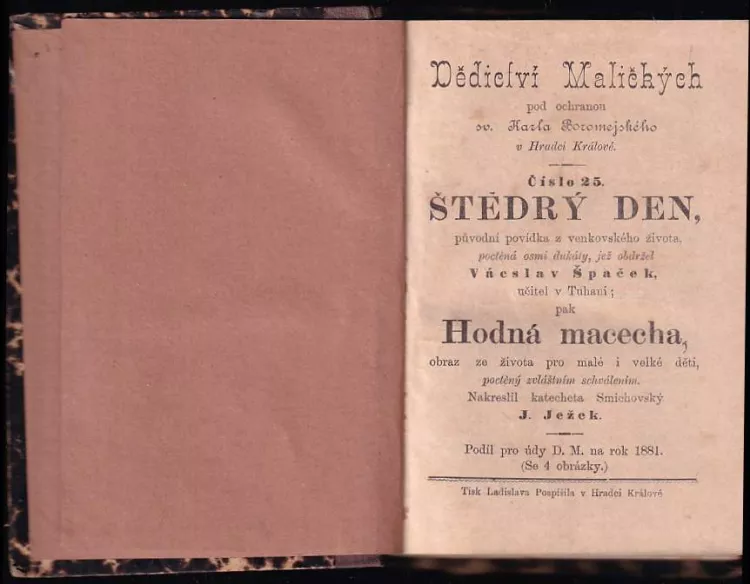 Dědictví Maličkých
pod ochranou
sv. Karla Boromejského
v Hradci Králové.
Číslo 25.
ŠTĚDRÝ DEN,
původní povídka z venkovského života,
poctěná osmi dukáty, jež obdržel
Vácslav Špaček,
učitel v Tuhani;
pak
Hodná macecha,
obraz ze života pro malé i velké děti,
poctěný zvláštním schválením.
Nakreslil katecheta Smíchovský
J. Ježek.
Podíl pro údy D. M. na rok 1881.
(Se 4 obrázky.)
Tisk Ladislava Pospíšila v Hradci Králové